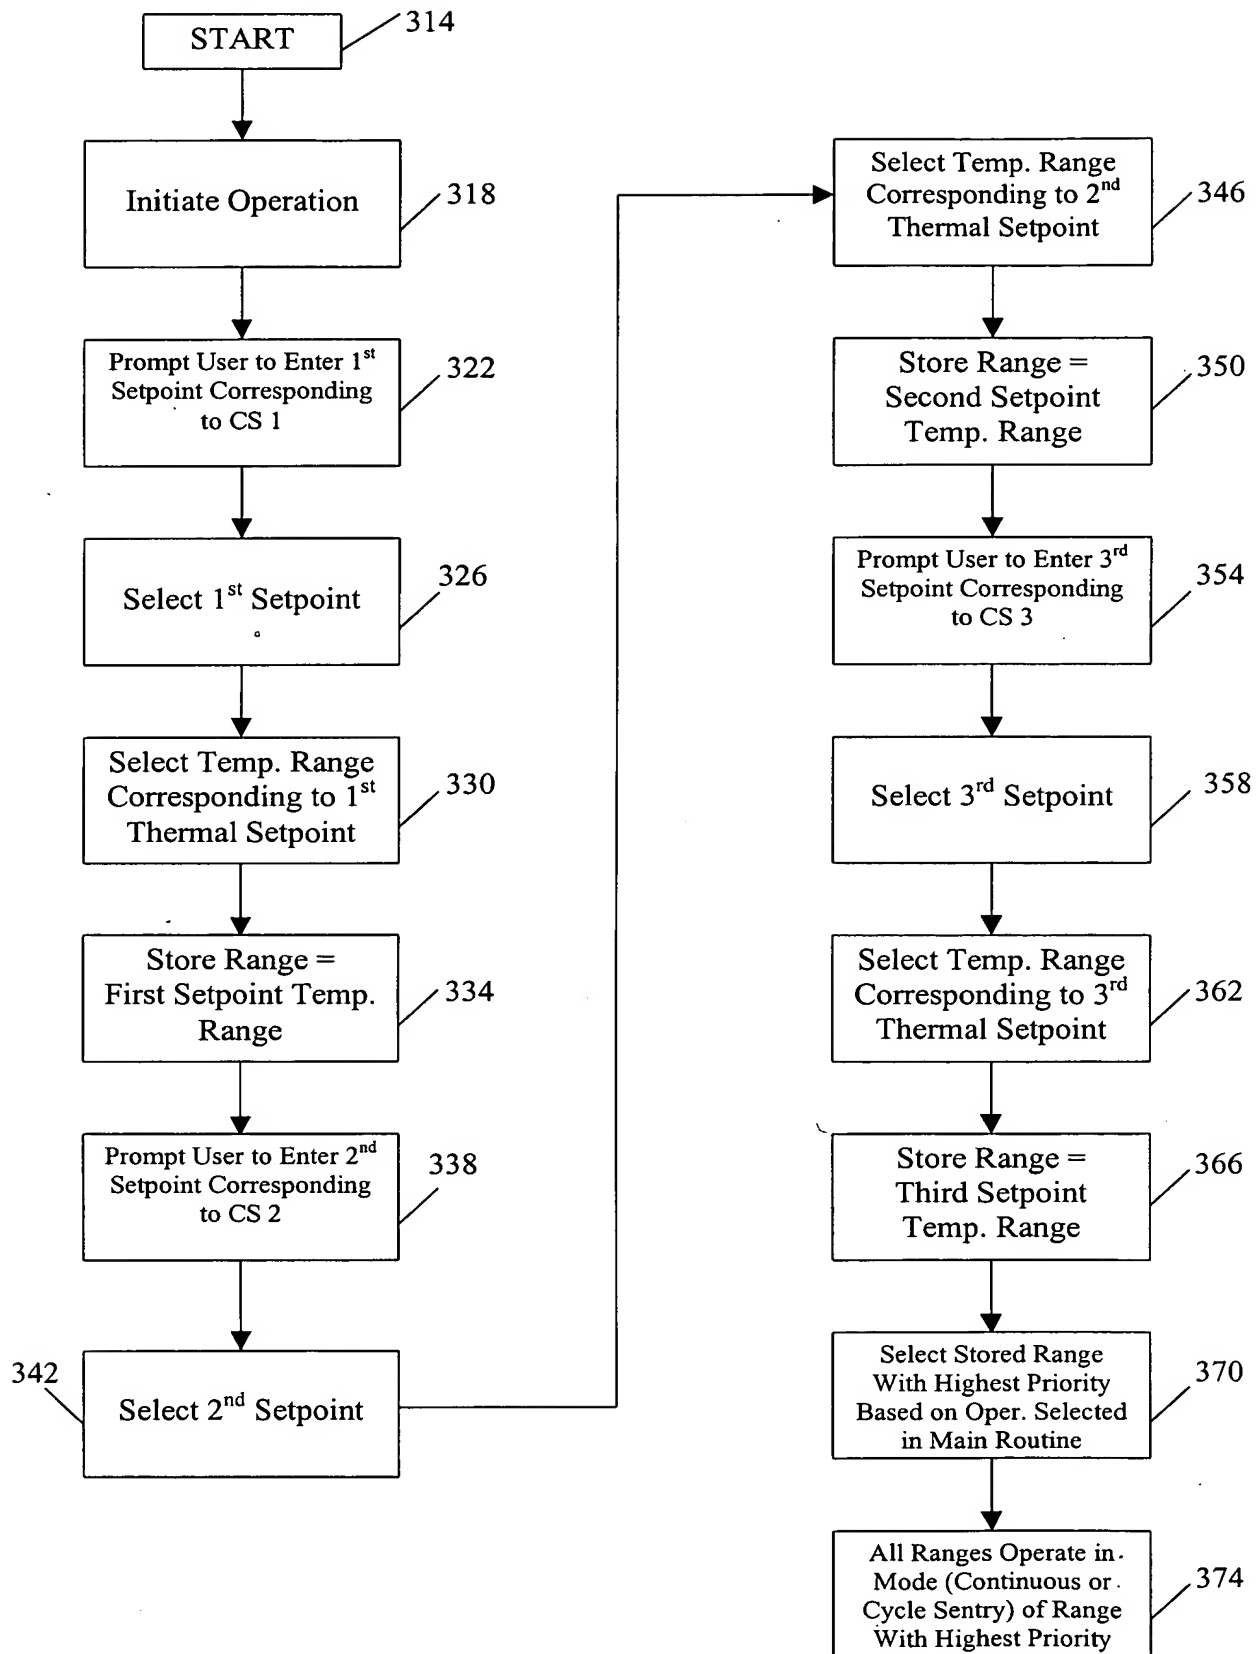 START
314
Initiate Operation
318
Prompt User to Enter 1st
Setpoint Corresponding
to CS 1
322
Select 1st Setpoint
326
Select Temp. Range
Corresponding to 1st
Thermal Setpoint
330
Store Range =
First Setpoint Temp.
Range
334
Prompt User to Enter 2nd
Setpoint Corresponding
to CS 2
338
342
Select 2nd Setpoint
Select Temp. Range
Corresponding to 2nd
Thermal Setpoint
346
Store Range =
Second Setpoint
Temp. Range
350
Prompt User to Enter 3rd
Setpoint Corresponding
to CS 3
354
Select 3rd Setpoint
358
Select Temp. Range
Corresponding to 3rd
Thermal Setpoint
362
Store Range =
Third Setpoint
Temp. Range
366
Select Stored Range
With Highest Priority
Based on Oper. Selected
in Main Routine
370
All Ranges Operate in
Mode (Continuous or
Cycle Sentry) of Range
With Highest Priority
374